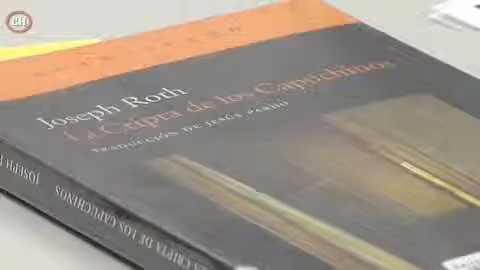 Joseph Roth
La Cripta de los Capuchinos
TRADUCCIÓN DE JESÚS PARDO
LA CRIPTA DE LOS CAPUCHINOS
JOSEPH